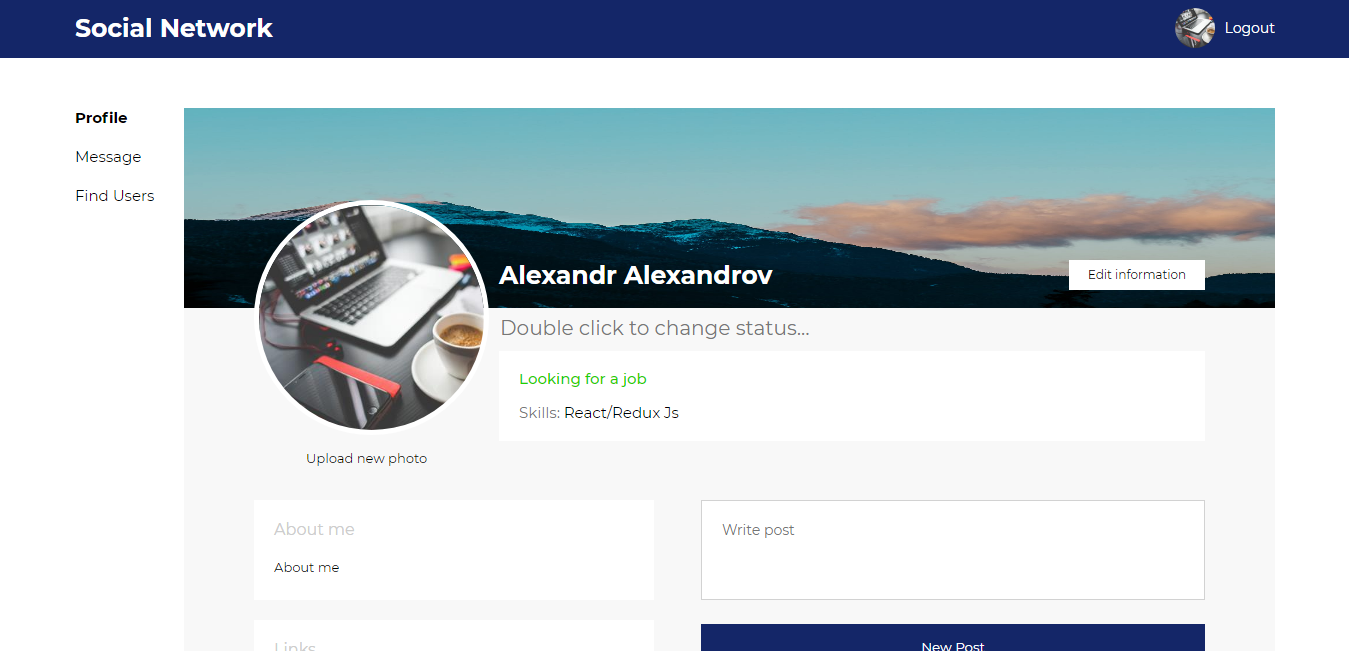 Social Network
Logout
Profile
Message
Find Users
Alexandr Alexandrov
Edit information
Double click to change status...
Looking for a job
Skills: React/Redux Js
Upload new photo
About me
About me
Write post
Links
New Post